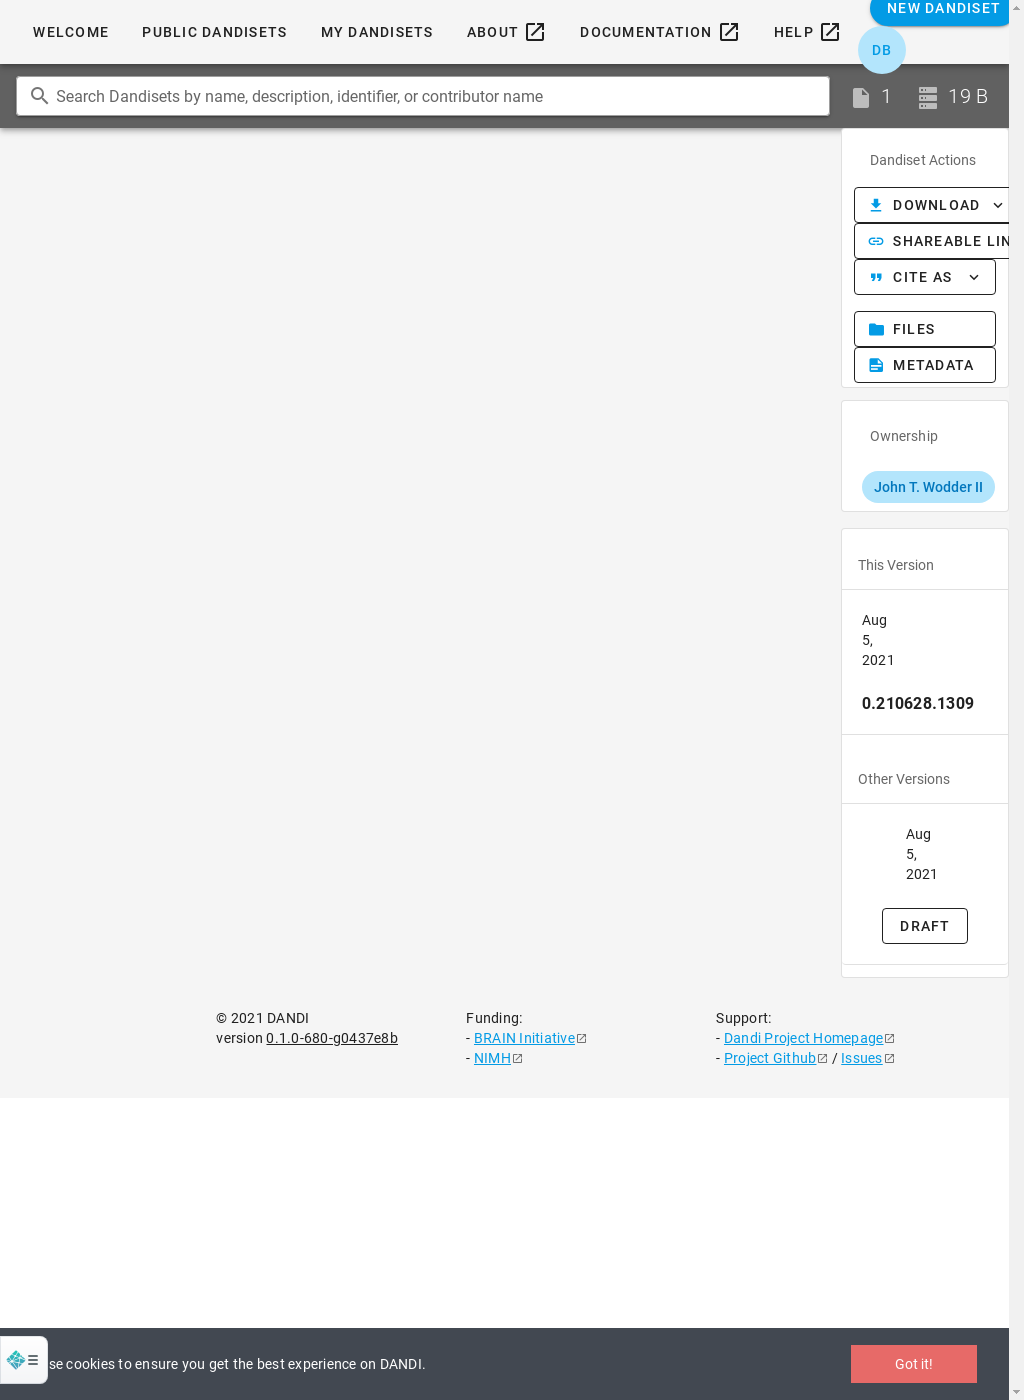 NEW DANDISET
WELCOME PUBLIC DANDISETS MY DANDISETS ABOUT DOCUMENTATION HELP
DB
Search Dandisets by name, description, identifier, or contributor name 1 19 B
Dandiset Actions
DOWNLOAD
SHAREABLE LIN
CITE AS
FILES
METADATA
Ownership
John T. Wodder II
This Version
Aug
5,
2021
0.210628.1309
Other Versions
Aug
5,
2021
DRAFT
© 2021 DANDI
version 0.1.0-680-g0437e8b
Funding:
- BRAIN Initiative
- NIMH
Support:
- Dandi Project Homepage
- Project Github / Issues
se cookies to ensure you get the best experience on DANDI.
Got it!